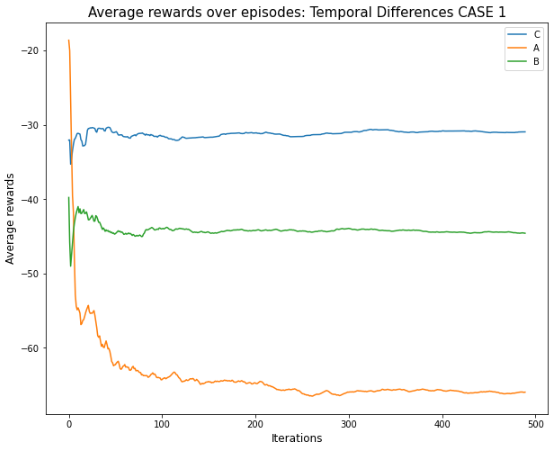 Average rewards over episodes: Temporal Differences CASE 1
C
A
B
−20
−30
−40
−50
−60
Average rewards
0
100
200
300
400
500
Iterations